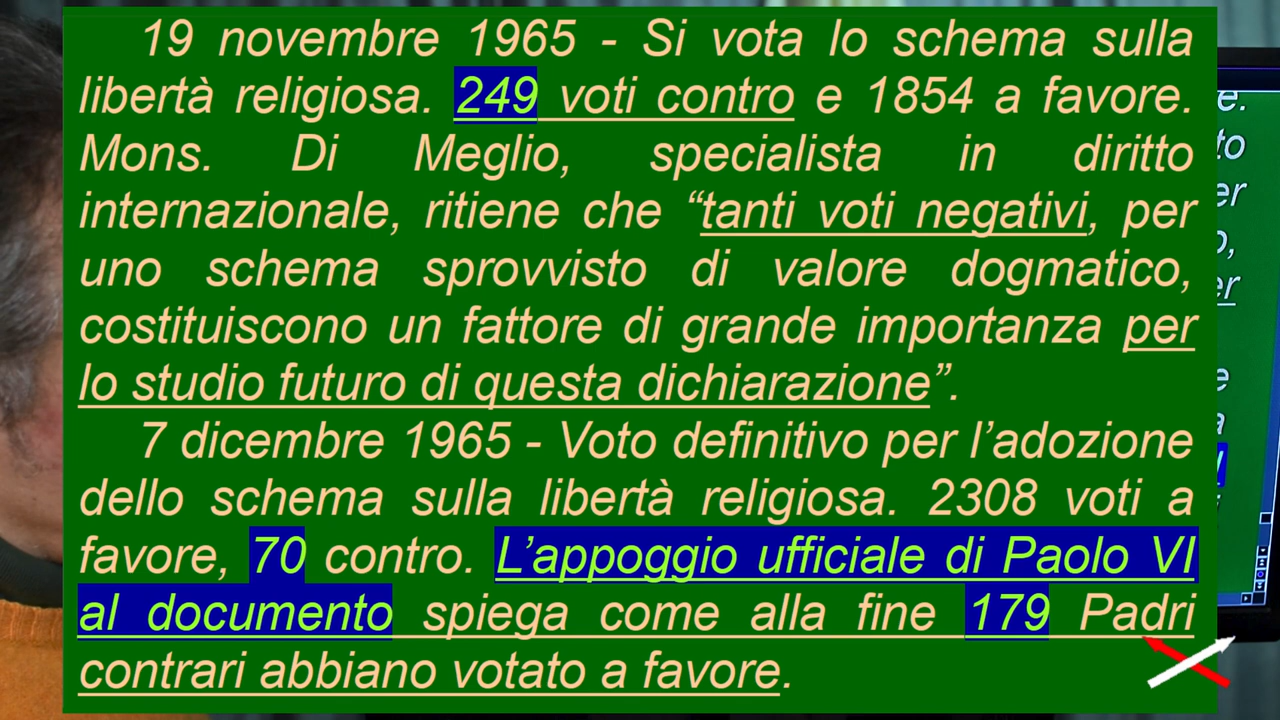 19 novembre 1965 - Si vota lo schema sulla
libertà religiosa. 249 voti contro e 1854 a favore.
Mons. Di Meglio, specialista in diritto
internazionale, ritiene che “tanti voti negativi, per
uno schema sprovvisto di valore dogmatico,
costituiscono un fattore di grande importanza per
lo studio futuro di questa dichiarazione”.
7 dicembre 1965 - Voto definitivo per l’adozione
dello schema sulla libertà religiosa. 2308 voti a
favore, 70 contro. L’appoggio ufficiale di Paolo VI
al documento spiega come alla fine 179 Padri
contrari abbiano votato a favore.